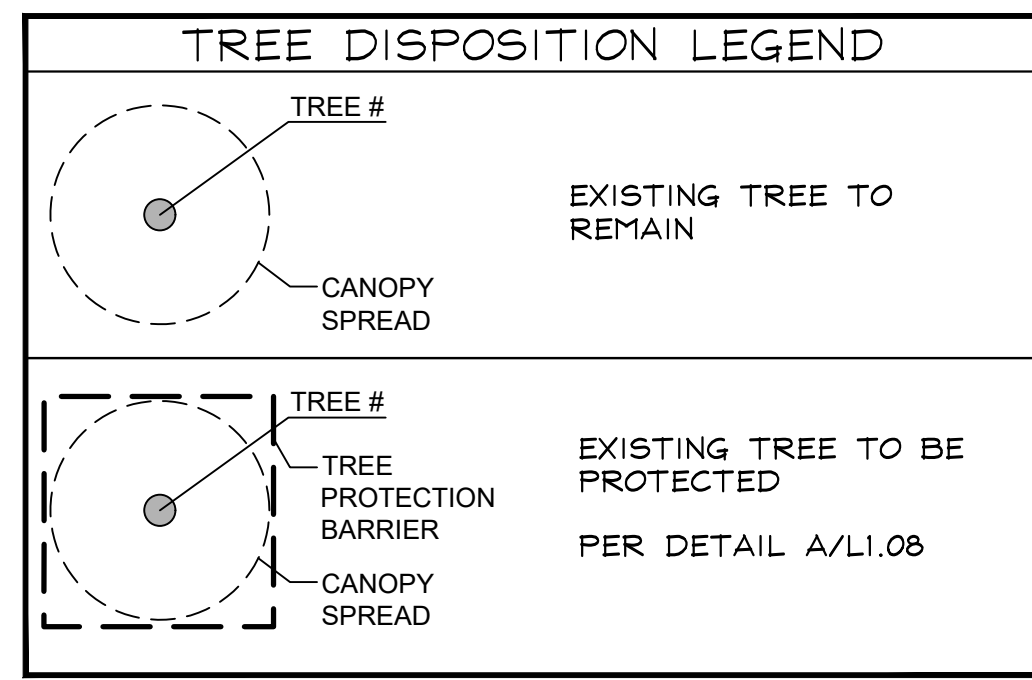 TREE DISPOSITION LEGEND
TREE #
CANOPY
SPREAD
EXISTING TREE TO
REMAIN
TREE #
TREE
PROTECTION
BARRIER
CANOPY
SPREAD
EXISTING TREE TO BE
PROTECTED
PER DETAIL A/L1.08